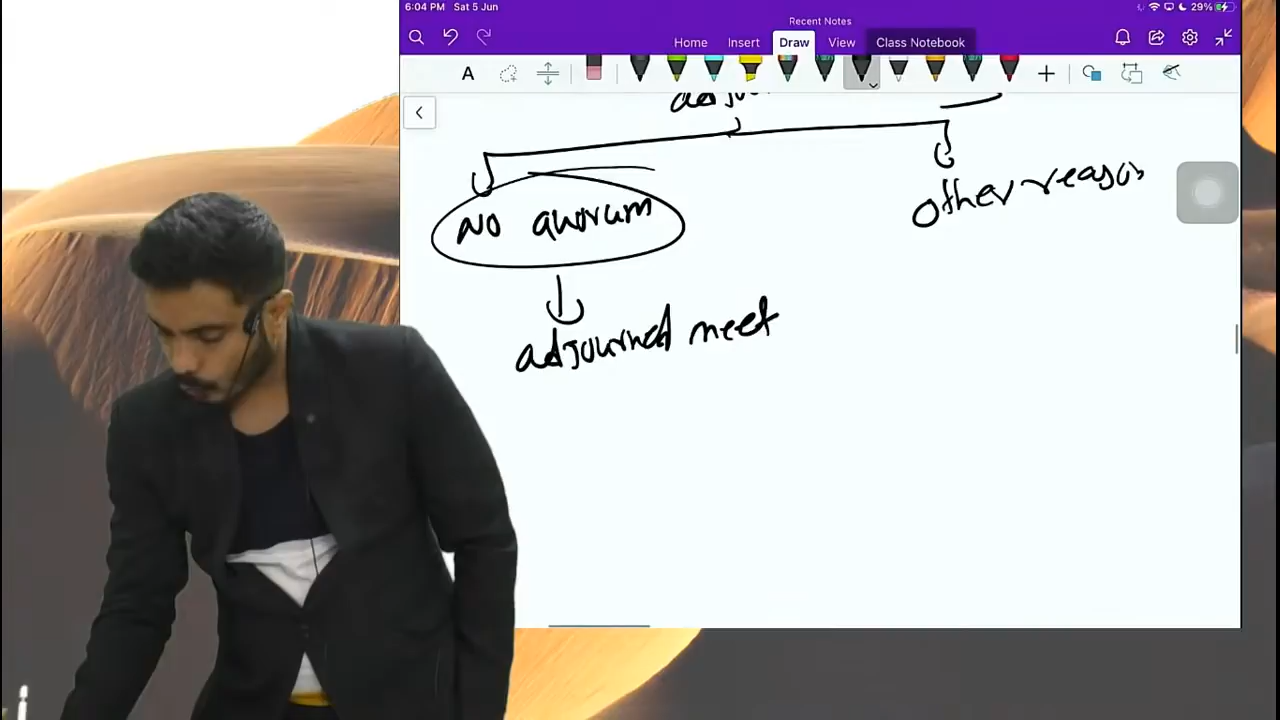 6:04 PM Sat 5 Jun
29%
Recent Notes
Home Insert Draw View Class Notebook
A
No quorum
other reason
adjourned meet